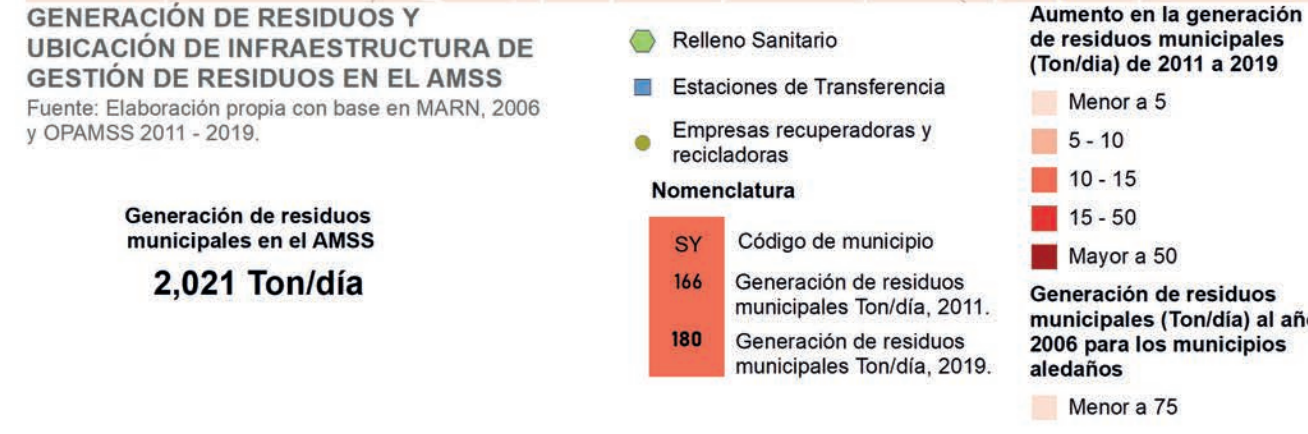 GENERACIÓN DE RESIDUOS Y
UBICACIÓN DE INFRAESTRUCTURA DE
GESTIÓN DE RESIDUOS EN EL AMSS
Fuente: Elaboración propia con base en MARN, 2006
y OPAMSS 2011 - 2019.
Generación de residuos
municipales en el AMSS
2,021 Ton/día
Relleno Sanitario
Estaciones de Transferencia
Empresas recuperadoras y
recicladoras
Nomenclatura
SY Código de municipio
166 Generación de residuos
municipales Ton/día, 2011.
180 Generación de residuos
municipales Ton/día, 2019.
Aumento en la generación
de residuos municipales
(Ton/dia) de 2011 a 2019
Menor a 5
5 - 10
10 - 15
15 - 50
Mayor a 50
Generación de residuos
municipales (Ton/día) al
2006 para los municipios
aledaños
Menor a 75